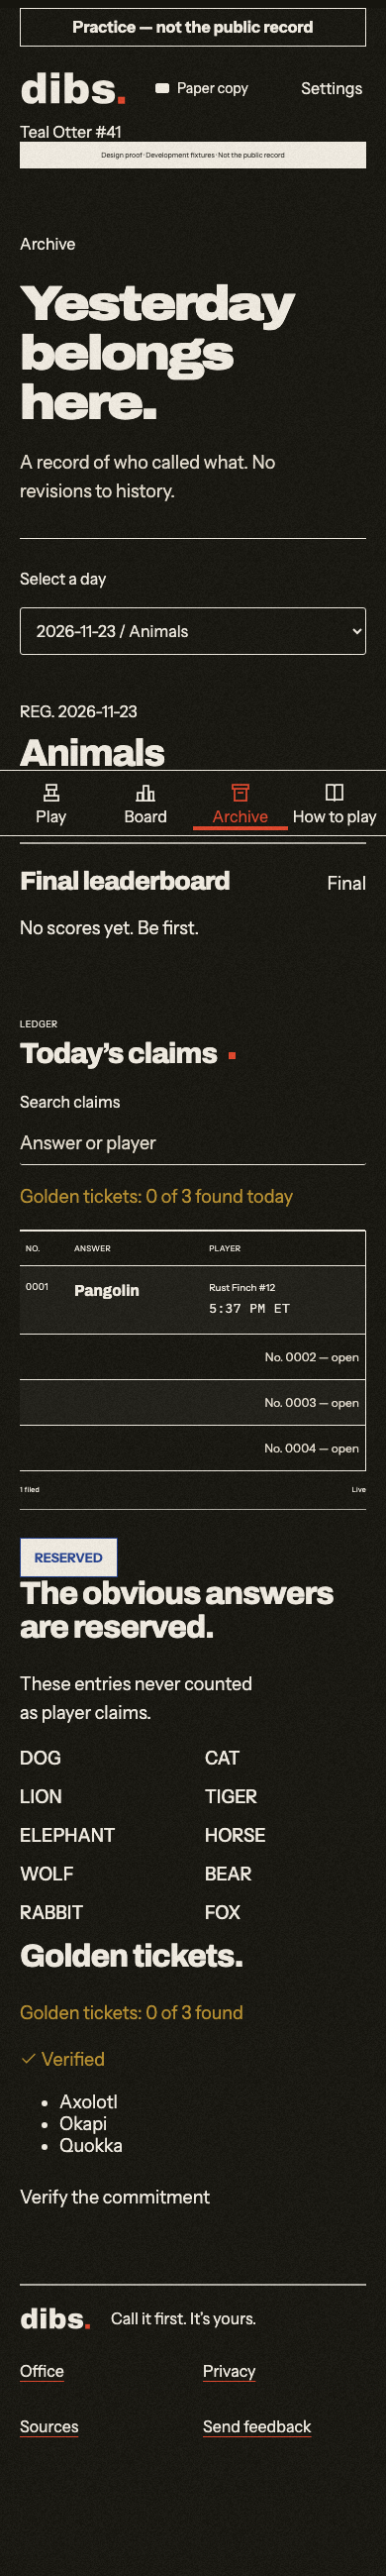 Practice — not the public record
dibs.
Paper copy
Settings
Teal Otter #41
Design proof · Development fixtures · Not the public record
Archive
Yesterday
belongs
here.
A record of who called what. No
revisions to history.
Select a day
2026-11-23 / Animals
REG. 2026-11-23
Animals
Play
Board
Archive
How to play
Final leaderboard
Final
No scores yet. Be first.
LEDGER
Today's claims
Search claims
Answer or player
Golden tickets: 0 of 3 found today
NO. ANSWER PLAYER
0001 Pangolin Rust Finch #12
5:37 PM ET
No. 0002 — open
No. 0003 — open
No. 0004 — open
1 filed
Live
RESERVED
The obvious answers
are reserved.
These entries never counted
as player claims.
DOG CAT
LION TIGER
ELEPHANT HORSE
WOLF BEAR
RABBIT FOX
Golden tickets.
Golden tickets: 0 of 3 found
Verified
Axolotl
Okapi
Quokka
Verify the commitment
dibs. Call it first. It's yours.
Office Privacy
Sources Send feedback